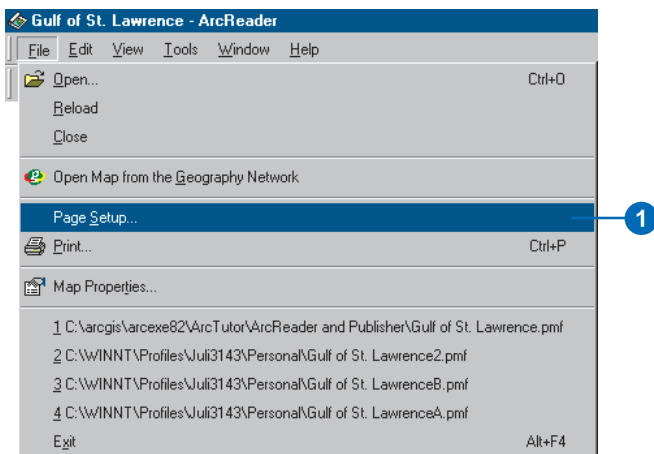 Gulf of St. Lawrence - ArcReader
File Edit View Tools Window Help
Open... Ctrl+O
Reload
Close
Open Map from the Geography Network
Page Setup...
1
Print... Ctrl+P
Map Properties...
1 C:\arcgis\arcexe82\ArcTutor\ArcReader and Publisher\Gulf of St. Lawrence.pmf
2 C:\WINNT\Profiles\Juli3143\Personal\Gulf of St. Lawrence2.pmf
3 C:\WINNT\Profiles\Juli3143\Personal\Gulf of St. LawrenceB.pmf
4 C:\WINNT\Profiles\Juli3143\Personal\Gulf of St. LawrenceA.pmf
Exit Alt+F4